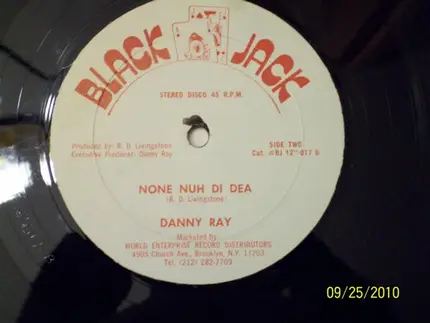 BLACK JACK
STEREO DISCO 45 R.P.M.
Produced by: R. D. Livingstone
Executive Producer: Danny Ray
SIDE TWO
Cat. #BJ 12"-017 B
NONE NUH DI DEA
(R. D. Livingstone)
DANNY RAY
Marketed by
WORLD ENTERPRISE RECORD DISTRIBUTORS
4905 Church Ave., Brooklyn, N.Y. 11203
Tel. (212) 282-7709
09/25/2010